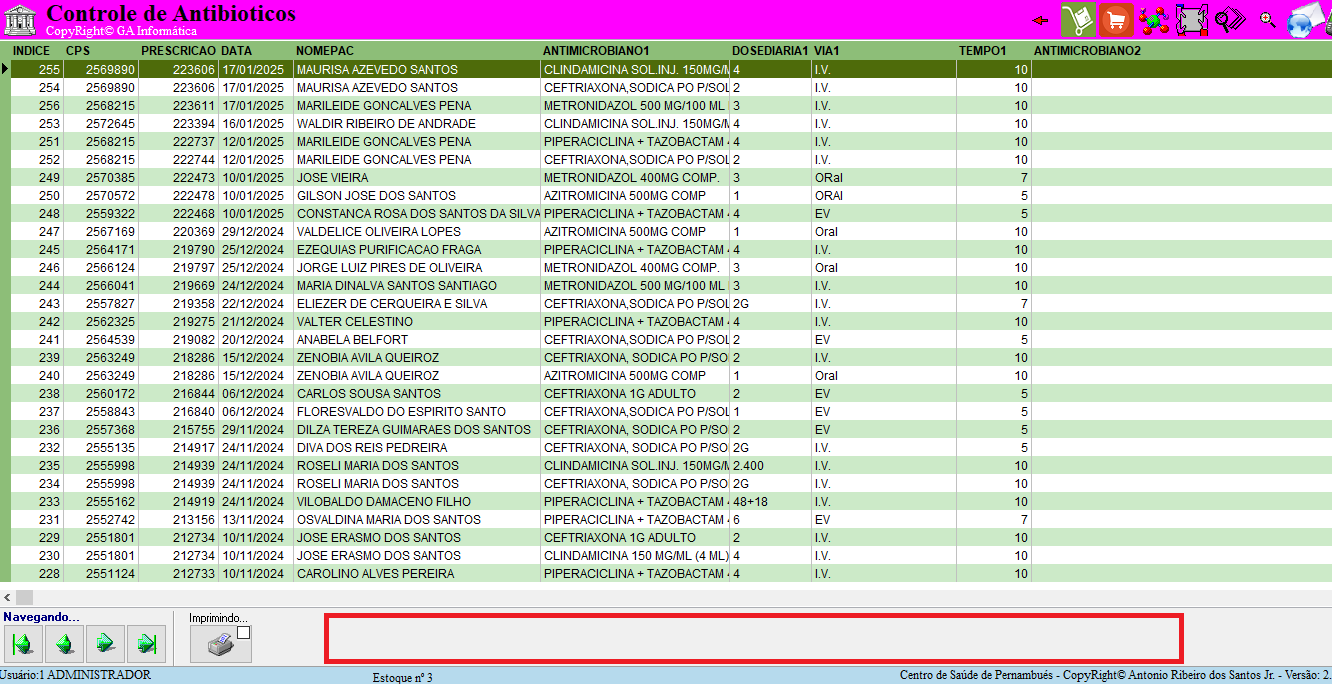 Controle de Antibioticos
CopyRight© GA Informática
INDICE CPS PRESCRICAO DATA NOMEPAC ANTIMICROBIANO1 DOSEDIARIA1 VIA1 TEMPO1 ANTIMICROBIANO2
255 2569890 223606 17/01/2025 MAURISA AZEVEDO SANTOS CLINDAMICINA SOL.INJ. 150MG/M 4 I.V. 10
254 2569890 223606 17/01/2025 MAURISA AZEVEDO SANTOS CEFTRIAXONA,SODICA PO P/SOL 2 I.V. 10
256 2568215 223611 17/01/2025 MARILEIDE GONCALVES PENA METRONIDAZOL 500 MG/100 ML 3 I.V. 10
253 2572645 223394 16/01/2025 WALDIR RIBEIRO DE ANDRADE CLINDAMICINA SOL.INJ. 150MG/M 4 I.V. 10
251 2568215 222737 12/01/2025 MARILEIDE GONCALVES PENA PIPERACICLINA + TAZOBACTAM 4 4 I.V. 10
252 2568215 222744 12/01/2025 MARILEIDE GONCALVES PENA CEFTRIAXONA,SODICA PO P/SOL 2 I.V. 10
249 2570385 222473 10/01/2025 JOSE VIEIRA METRONIDAZOL 400MG COMP. 3 ORal 7
250 2570572 222478 10/01/2025 GILSON JOSE DOS SANTOS AZITROMICINA 500MG COMP 1 ORAl 5
248 2559322 222468 10/01/2025 CONSTANCA ROSA DOS SANTOS DA SILVA PIPERACICLINA + TAZOBACTAM 4 4 EV 5
247 2567169 220369 29/12/2024 VALDELICE OLIVEIRA LOPES AZITROMICINA 500MG COMP 1 Oral 10
245 2564171 219790 25/12/2024 EZEQUIAS PURIFICACAO FRAGA PIPERACICLINA + TAZOBACTAM 4 4 I.V. 10
246 2566124 219797 25/12/2024 JORGE LUIZ PIRES DE OLIVEIRA METRONIDAZOL 400MG COMP. 3 Oral 10
244 2566041 219669 24/12/2024 MARIA DINALVA SANTOS SANTIAGO METRONIDAZOL 500 MG/100 ML 3 I.V. 10
243 2557827 219358 22/12/2024 ELIEZER DE CERQUEIRA E SILVA CEFTRIAXONA,SODICA PO P/SOL 2G I.V. 7
242 2562325 219275 21/12/2024 VALTER CELESTINO PIPERACICLINA + TAZOBACTAM 4 4 I.V. 10
241 2564539 219082 20/12/2024 ANABELA BELFORT CEFTRIAXONA,SODICA PO P/SOL 2 EV 5
239 2563249 218286 15/12/2024 ZENOBIA AVILA QUEIROZ CEFTRIAXONA, SODICA PO P/SO 2 I.V. 10
240 2563249 218286 15/12/2024 ZENOBIA AVILA QUEIROZ AZITROMICINA 500MG COMP 1 Oral 10
238 2560172 216844 06/12/2024 CARLOS SOUSA SANTOS CEFTRIAXONA 1G ADULTO 2 EV 5
237 2558843 216840 06/12/2024 FLORESVALDO DO ESPIRITO SANTO CEFTRIAXONA,SODICA PO P/SOL 1 EV 5
236 2557368 215755 29/11/2024 DILZA TEREZA GUIMARAES DOS SANTOS CEFTRIAXONA, SODICA PO P/SO 2 EV 5
232 2555135 214917 24/11/2024 DIVA DOS REIS PEDREIRA CEFTRIAXONA, SODICA PO P/SO 2G I.V. 5
235 2555998 214939 24/11/2024 ROSELI MARIA DOS SANTOS CLINDAMICINA SOL.INJ. 150MG/M 2.400 I.V. 10
234 2555998 214939 24/11/2024 ROSELI MARIA DOS SANTOS CEFTRIAXONA, SODICA PO P/SO 2G I.V. 10
233 2555162 214919 24/11/2024 VILOBALDO DAMACENO FILHO PIPERACICLINA + TAZOBACTAM 4 48+18 I.V. 10
231 2552742 213156 13/11/2024 OSVALDINA MARIA DOS SANTOS PIPERACICLINA + TAZOBACTAM 4 6 EV 7
229 2551801 212734 10/11/2024 JOSE ERASMO DOS SANTOS CEFTRIAXONA 1G ADULTO 2 I.V. 10
230 2551801 212734 10/11/2024 JOSE ERASMO DOS SANTOS CLINDAMICINA 150 MG/ML (4 ML) 4 I.V. 10
228 2551124 212733 10/11/2024 CAROLINO ALVES PEREIRA PIPERACICLINA + TAZOBACTAM 4 4 I.V. 10
Navegando...
Imprimindo...
Usuário:1 ADMINISTRADOR Estoque nº 3 Centro de Saúde de Pernambués - CopyRight© Antonio Ribeiro dos Santos Jr. - Versão: 2.